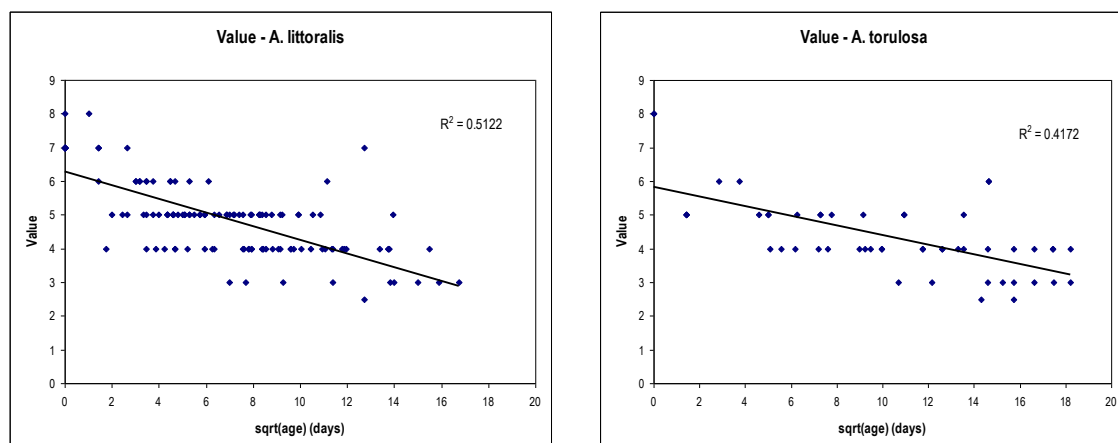 Value - A. littoralis
9
8
7
6
5
4
3
2
1
0
Value
R² = 0.5122
0 2 4 6 8 10 12 14 16 18 20
sqrt(age) (days)
Value - A. torulosa
9
8
7
6
5
4
3
2
1
0
Value
R² = 0.4172
0 2 4 6 8 10 12 14 16 18 20
sqrt(age) (days)